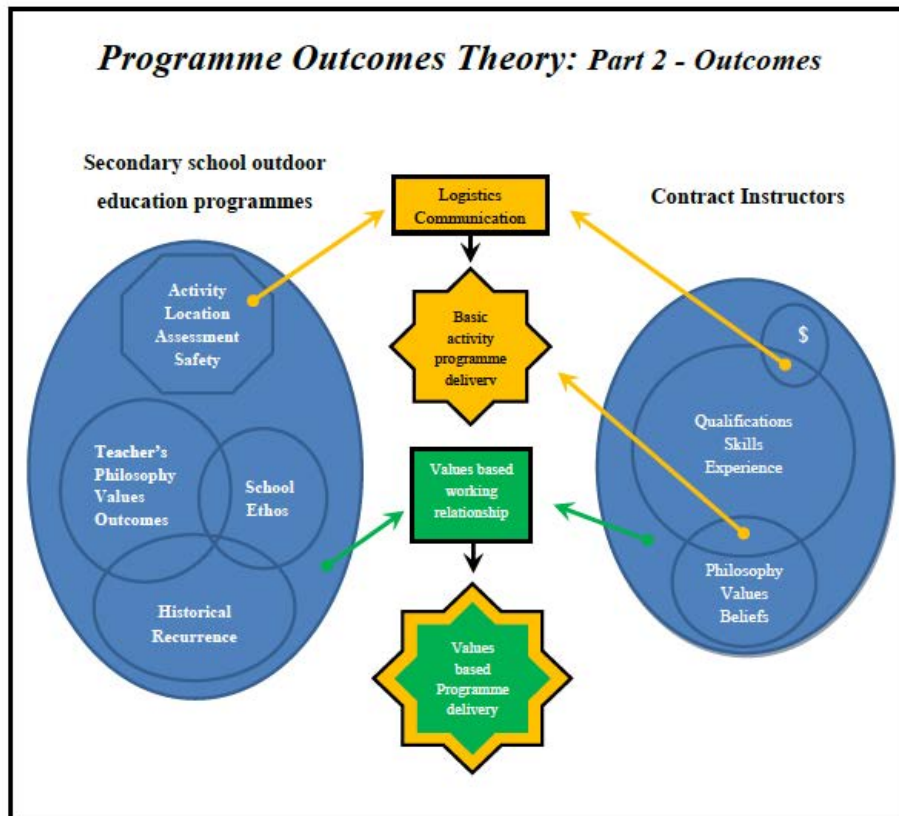 Programme Outcomes Theory: Part 2 - Outcomes
Secondary school outdoor
education programmes
Logistics
Communication
Contract Instructors
Activity
Location
Assessment
Safety
Basic
activity
programme
delivery
$
Qualifications
Skills
Experience
Teacher's
Philosophy
Values
Outcomes
School
Ethos
Values based
working
relationship
Philosophy
Values
Beliefs
Historical
Recurrence
Values
based
Programme
delivery